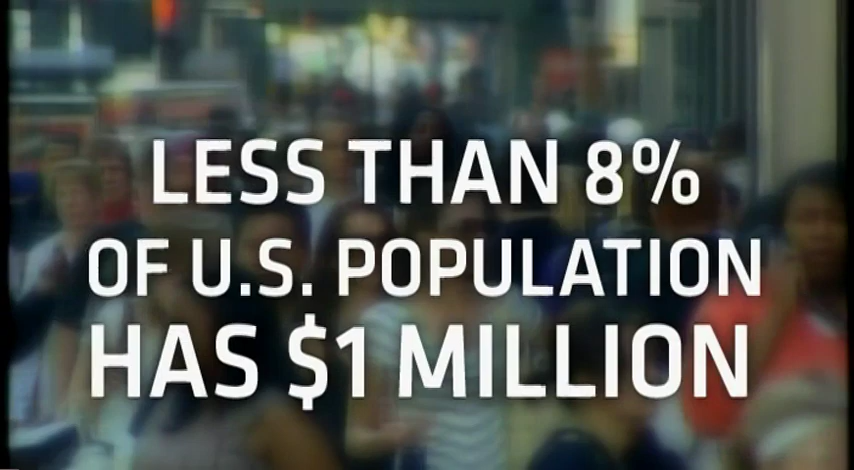 LESS THAN 8%
OF U.S. POPULATION
HAS $1 MILLION